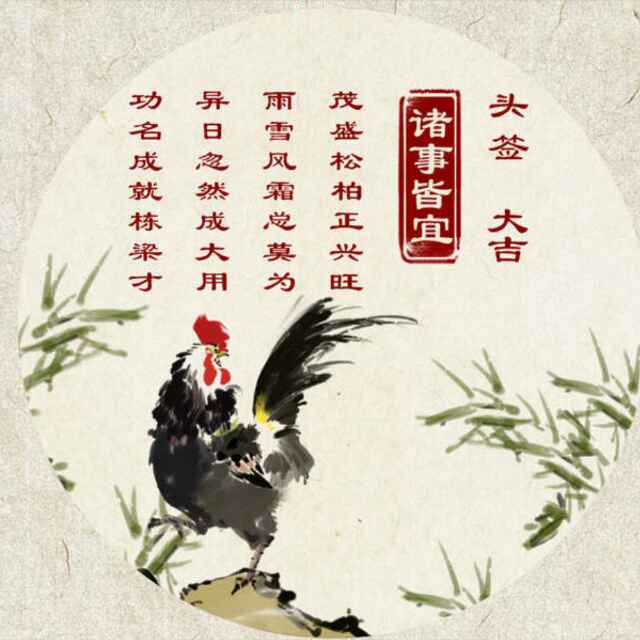 头签 大吉
诸事皆宜
茂盛松柏正兴旺
雨雪风霜总莫为
异日忽然成大用
功名成就栋梁才